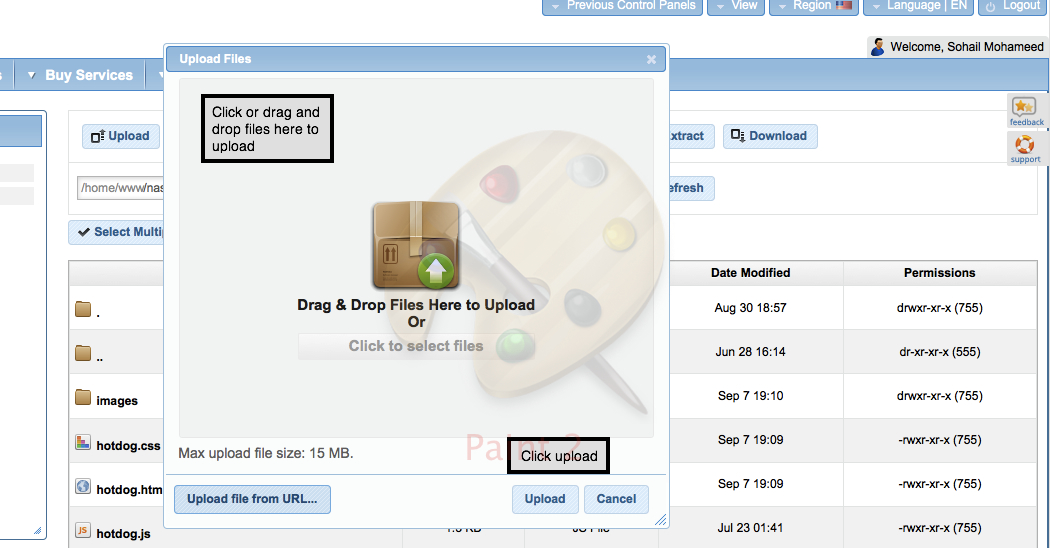 Previous Control Panels
View
Region
Language | EN
Logout
Welcome, Sohail Mohameed
Buy Services
Upload Files
feedback
support
Click or drag and
drop files here to
upload
Upload
Download
/home/www/nas
Select Multip
Drag & Drop Files Here to Upload
Or
Click to select files
Date Modified
Permissions
.
Aug 30 18:57
drwxr-xr-x (755)
..
Jun 28 16:14
dr-xr-xr-x (555)
images
Sep 7 19:10
drwxr-xr-x (755)
hotdog.css
Sep 7 19:09
-rwxr-xr-x (755)
Max upload file size: 15 MB.
Click upload
hotdog.htm
Sep 7 19:09
-rwxr-xr-x (755)
Upload file from URL...
Upload
Cancel
JS
hotdog.js
Jul 23 01:41
-rwxr-xr-x (755)